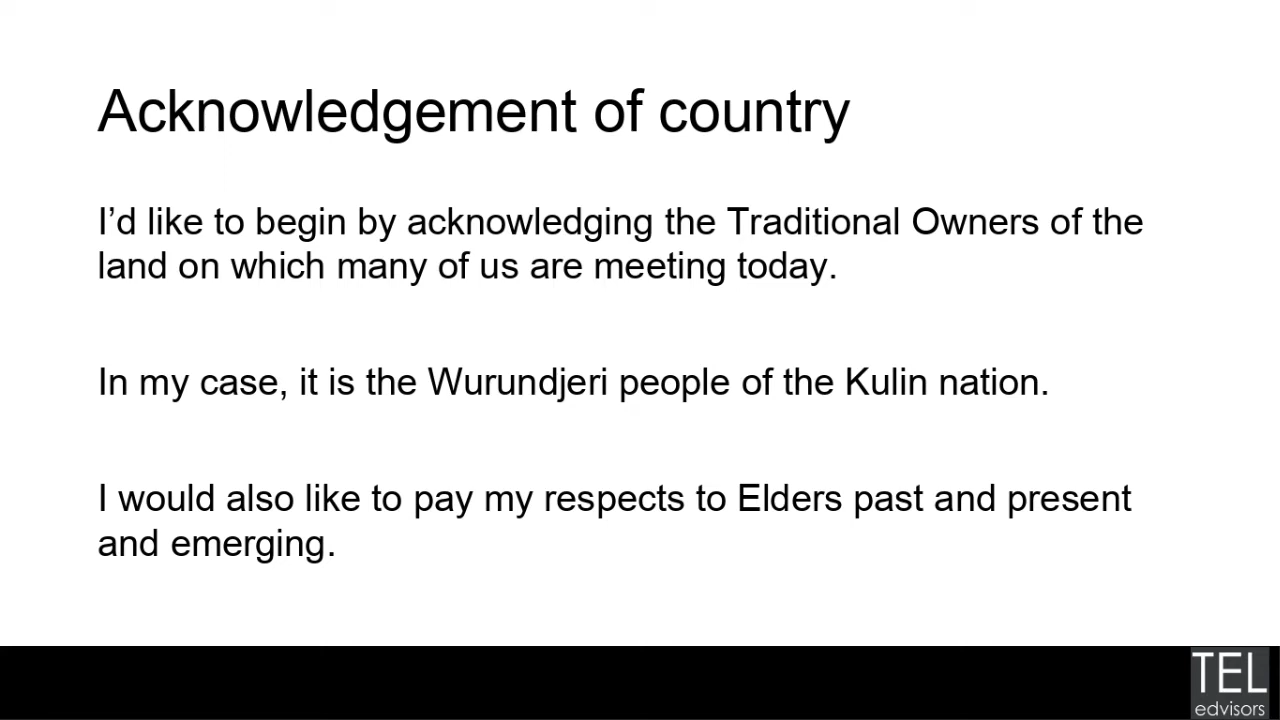 Acknowledgement of country
I’d like to begin by acknowledging the Traditional Owners of the
land on which many of us are meeting today.
In my case, it is the Wurundjeri people of the Kulin nation.
I would also like to pay my respects to Elders past and present
and emerging.
TEL
edvisors